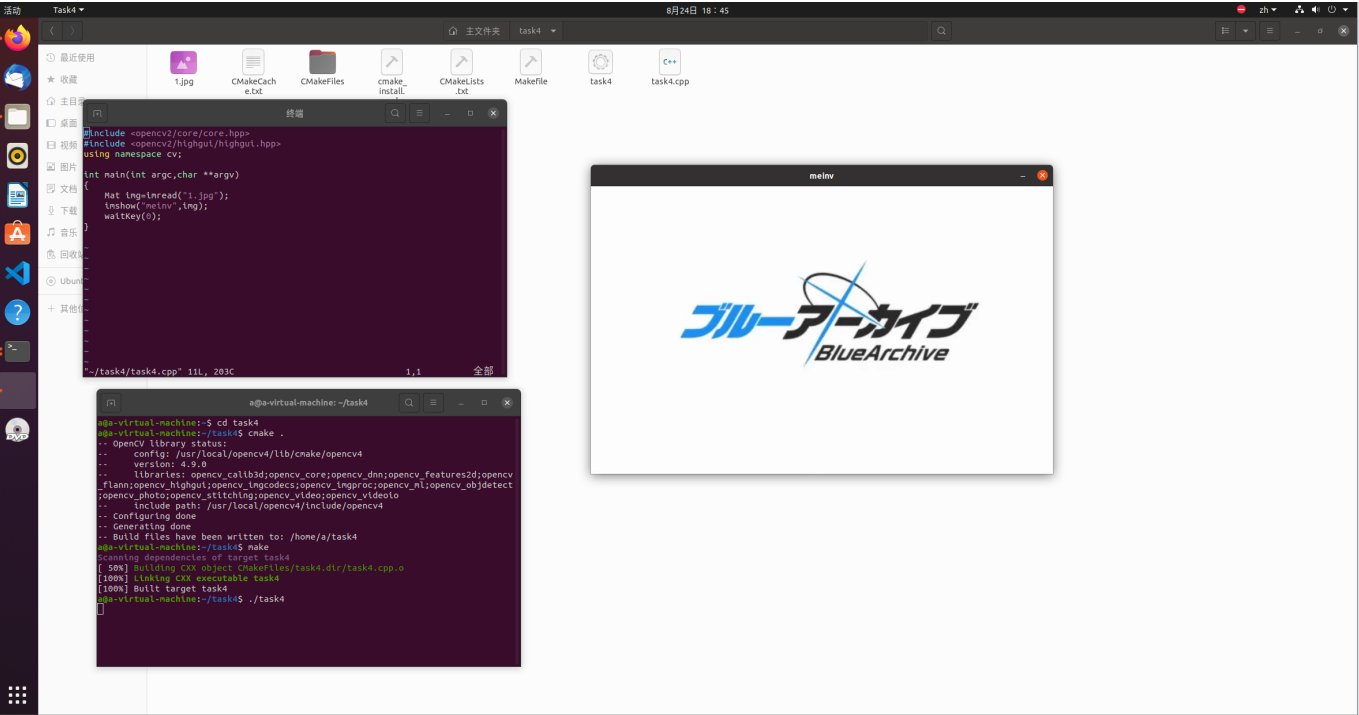 活动
Task4
8月24日 18：45
zh
主文件夹
task4
最近使用
收藏
主目录
桌面
视频
图片
文档
下载
音乐
回收站
Ubunt
其他位
1.jpg
CMakeCach
e.txt
CMakeFiles
cmake_
install.
CMakeLists
.txt
Makefile
task4
C++
task4.cpp
终端
#include <opencv2/core/core.hpp>
#include <opencv2/highgui/highgui.hpp>
using namespace cv;
int main(int argc,char **argv)
{
Mat img=imread("1.jpg");
imshow("meinv",img);
waitKey(0);
}
~
~
~
~
~
~
~
~
~
~
~
~
"~/task4/task4.cpp" 11L, 203C
1,1
全部
a@a-virtual-machine: ~/task4
a@a-virtual-machine:~$ cd task4
a@a-virtual-machine:~/task4$ cmake .
-- OpenCV library status:
--     config: /usr/local/opencv4/lib/cmake/opencv4
--     version: 4.9.0
--     libraries: opencv_calib3d;opencv_core;opencv_dnn;opencv_features2d;opencv
_flann;opencv_highgui;opencv_imgcodecs;opencv_imgproc;opencv_ml;opencv_objdetect
;opencv_photo;opencv_stitching;opencv_video;opencv_videoio
--     include path: /usr/local/opencv4/include/opencv4
-- Configuring done
-- Generating done
-- Build files have been written to: /home/a/task4
a@a-virtual-machine:~/task4$ make
Scanning dependencies of target task4
[ 50%] Building CXX object CMakeFiles/task4.dir/task4.cpp.o
[100%] Linking CXX executable task4
[100%] Built target task4
a@a-virtual-machine:~/task4$ ./task4
meinv
ブルーアーカイブ
BlueArchive
DVD